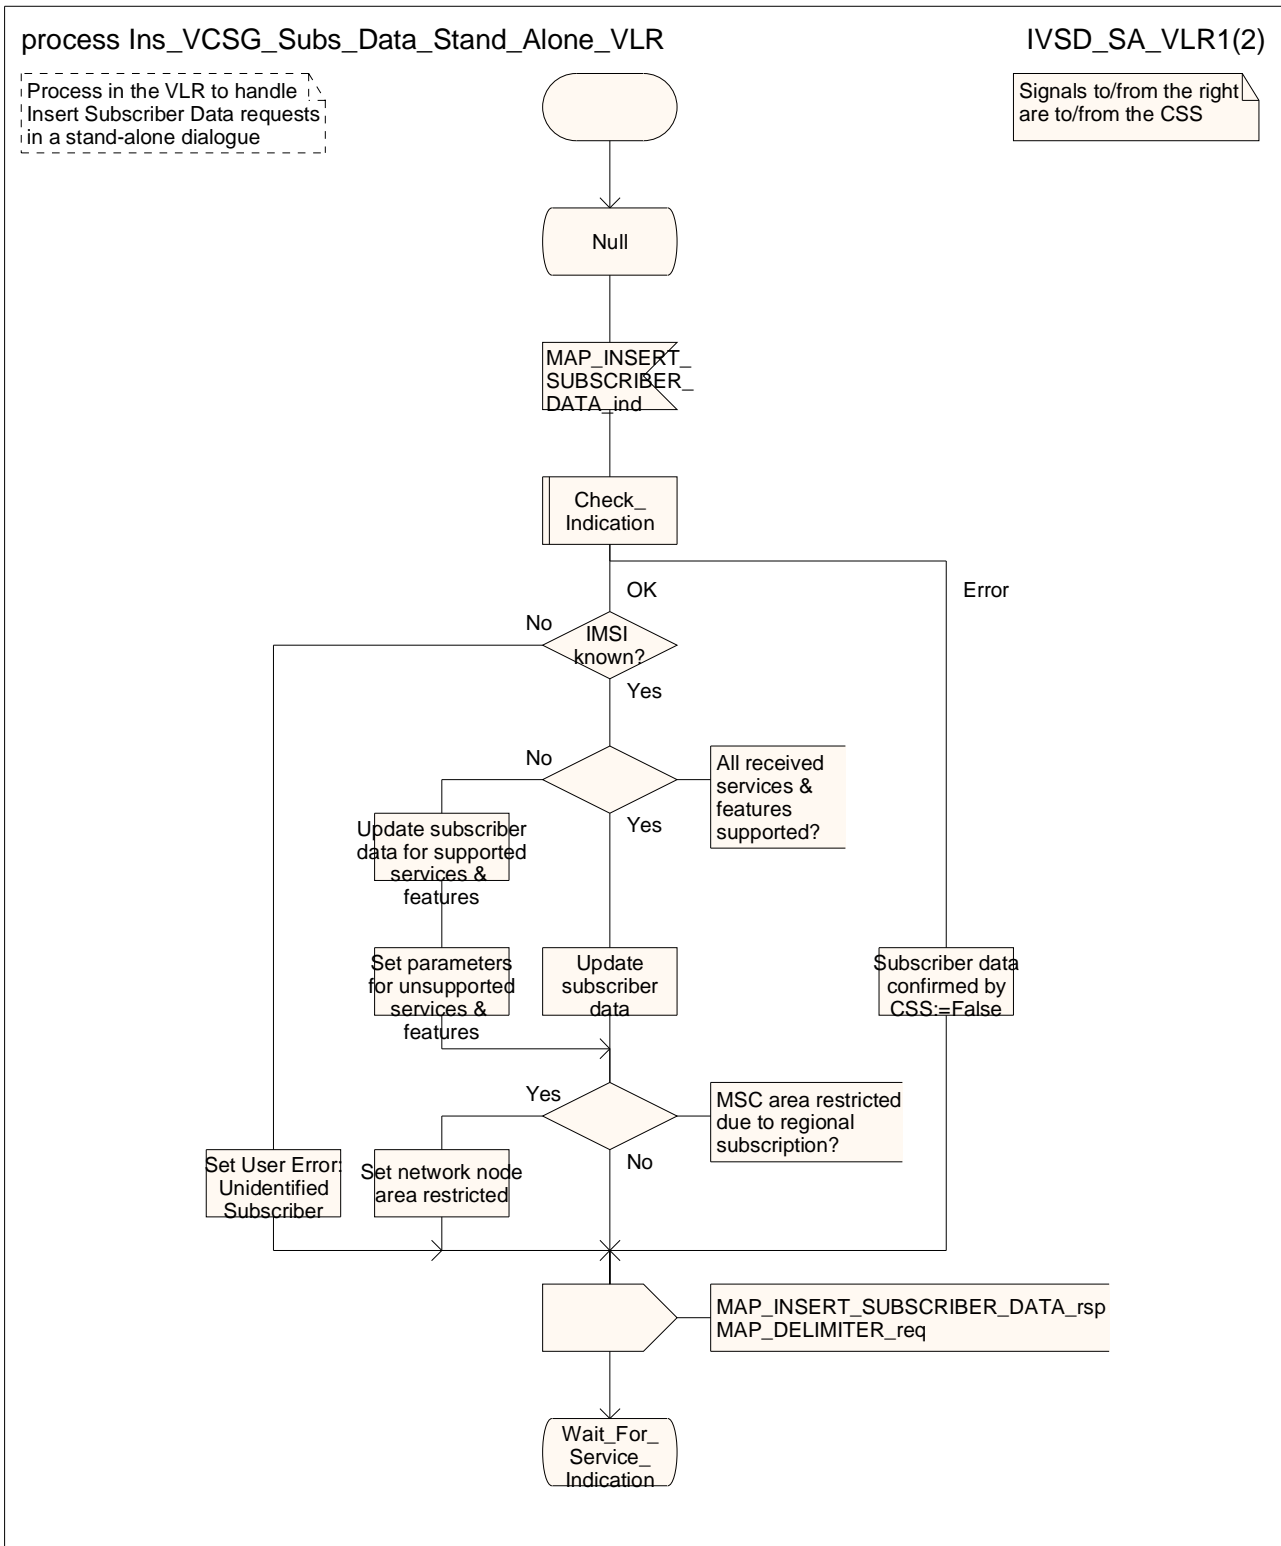 process Ins_VCSG_Subs_Data_Stand_Alone_VLR
IVSD_SA_VLR1(2)
Process in the VLR to handle
Insert Subscriber Data requests
in a stand-alone dialogue
Signals to/from the right
are to/from the CSS
Null
MAP_INSERT_
SUBSCRIBER_
DATA_ind
Check_
Indication
OK
Error
No
IMSI
known?
Yes
No
All received
services &
features
supported?
Yes
Update subscriber
data for supported
services &
features
Set parameters
for unsupported
services &
features
Update
subscriber
data
Subscriber data
confirmed by
CSS:=False
Yes
MSC area restricted
due to regional
subscription?
No
Set User Error:
Unidentified
Subscriber
Set network node
area restricted
MAP_INSERT_SUBSCRIBER_DATA_rsp
MAP_DELIMITER_req
Wait_For_
Service_
Indication